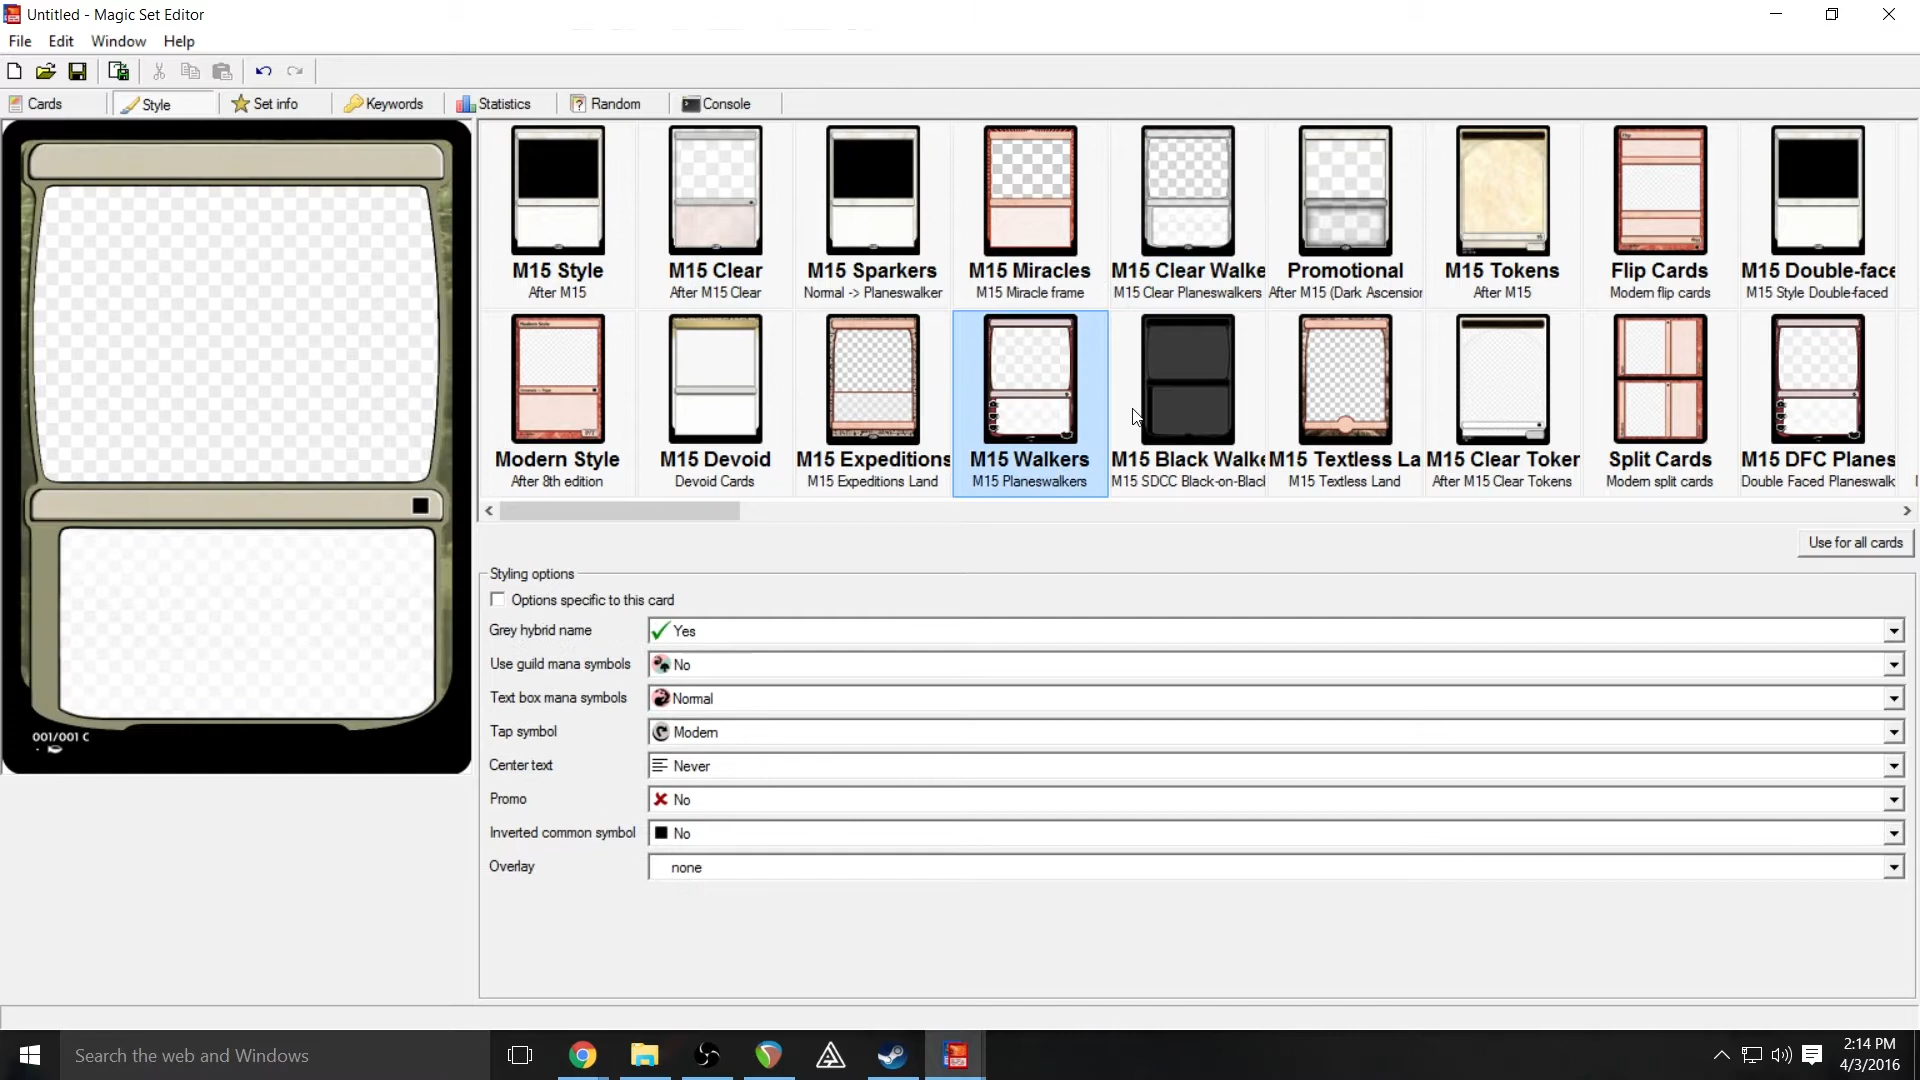 Untitled - Magic Set Editor
File Edit Window Help
Cards Style Set info Keywords Statistics Random Console
M15 Style M15 Clear M15 Sparkers M15 Miracles M15 Clear Walke Promotional M15 Tokens Flip Cards M15 Double-face
After M15 After M15 Clear Normal -> Planeswalker M15 Miracle frame M15 Clear Planeswalkers After M15 (Dark Ascension M15 After M15 Modern flip cards M15 Style Double-faced
Modern Style M15 Devoid M15 Expeditions M15 Walkers M15 Black Walke M15 Textless La M15 Clear Toker Split Cards M15 DFC Planes
After 8th edition Devoid Cards M15 Expeditions Land M15 Planeswalkers M15 SDCC Black-on-Blacl M15 Textless Land After M15 Clear Tokens Modern split cards Double Faced Planeswalk
Use for all cards
Styling options
Options specific to this card
Grey hybrid name Yes
Use guild mana symbols No
Text box mana symbols Normal
Tap symbol Modern
Center text Never
Promo No
Inverted common symbol No
Overlay none
001/001 C
Search the web and Windows
2:14 PM
4/3/2016